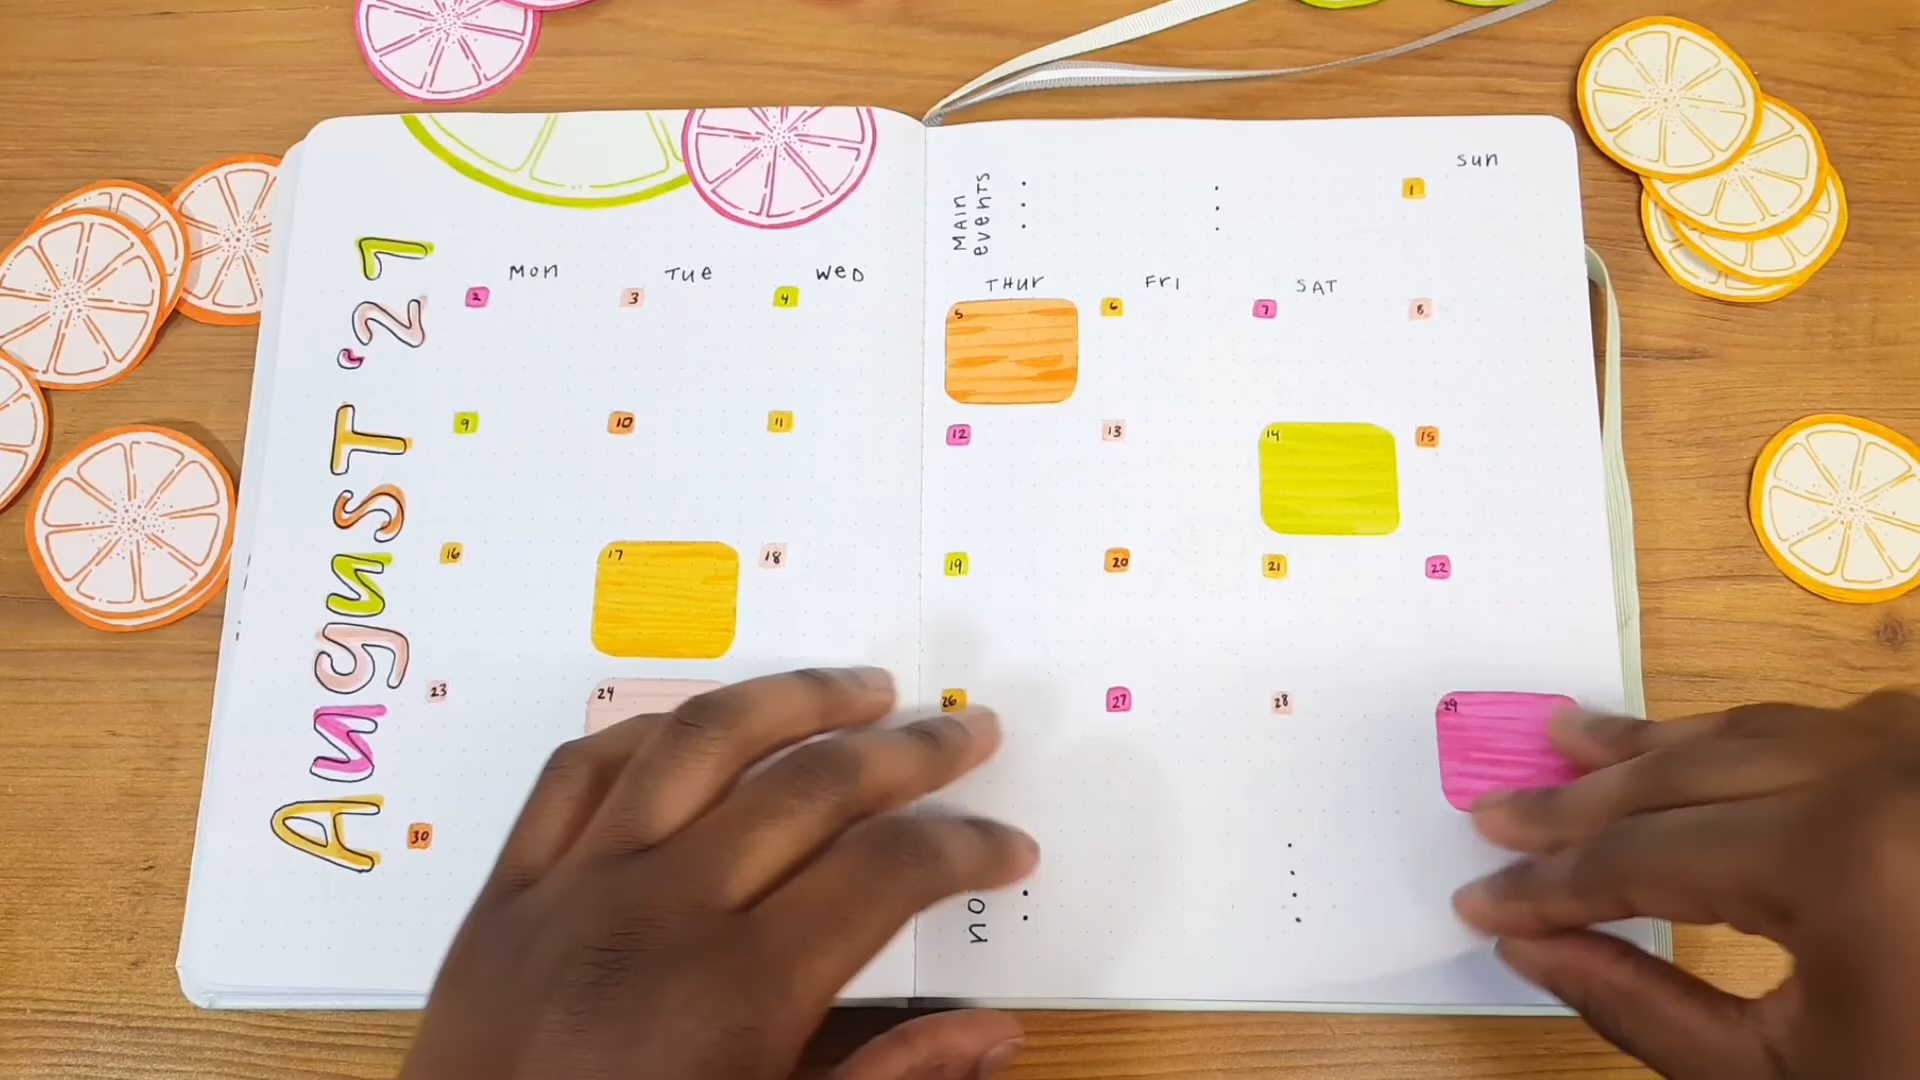 August '21
Main
events
Sun
1
Mon Tue Wed Thur Fri Sat
2 3 4 5 6 7 8
9 10 11 12 13 14 15
16 17 18 19 20 21 22
23 24 26 27 28 29
30